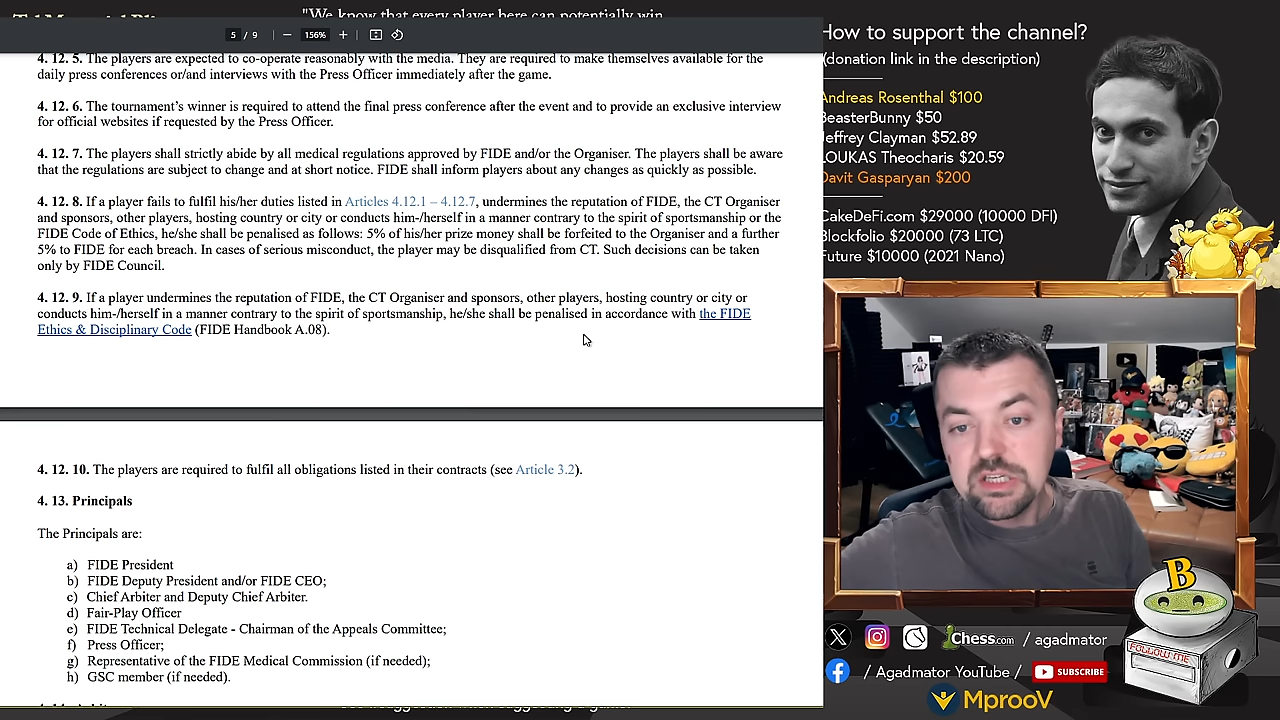 "We know that every player here can potentially win
5 / 9
156%
4. 12. 5. The players are expected to co-operate reasonably with the media. They are required to make themselves available for the
daily press conferences or/and interviews with the Press Officer immediately after the game.
4. 12. 6. The tournament's winner is required to attend the final press conference after the event and to provide an exclusive interview
for official websites if requested by the Press Officer.
4. 12. 7. The players shall strictly abide by all medical regulations approved by FIDE and/or the Organiser. The players shall be aware
that the regulations are subject to change and at short notice. FIDE shall inform players about any changes as quickly as possible.
4. 12. 8. If a player fails to fulfil his/her duties listed in Articles 4.12.1 – 4.12.7, undermines the reputation of FIDE, the CT Organiser
and sponsors, other players, hosting country or city or conducts him-/herself in a manner contrary to the spirit of sportsmanship or the
FIDE Code of Ethics, he/she shall be penalised as follows: 5% of his/her prize money shall be forfeited to the Organiser and a further
5% to FIDE for each breach. In cases of serious misconduct, the player may be disqualified from CT. Such decisions can be taken
only by FIDE Council.
4. 12. 9. If a player undermines the reputation of FIDE, the CT Organiser and sponsors, other players, hosting country or city or
conducts him-/herself in a manner contrary to the spirit of sportsmanship, he/she shall be penalised in accordance with the FIDE
Ethics & Disciplinary Code (FIDE Handbook A.08).
4. 12. 10. The players are required to fulfil all obligations listed in their contracts (see Article 3.2).
4. 13. Principals
The Principals are:
a) FIDE President
b) FIDE Deputy President and/or FIDE CEO;
c) Chief Arbiter and Deputy Chief Arbiter.
d) Fair-Play Officer
e) FIDE Technical Delegate - Chairman of the Appeals Committee;
f) Press Officer;
g) Representative of the FIDE Medical Commission (if needed);
h) GSC member (if needed).
How to support the channel?
(donation link in the description)
Andreas Rosenthal $100
BeasterBunny $50
Jeffrey Clayman $52.89
LOUKAS Theocharis $20.59
Davit Gasparyan $200
CakeDeFi.com $29000 (10000 DFI)
Blockfolio $20000 (73 LTC)
Future $10000 (2021 Nano)
B
FOLLOW ME
Chess.com / agadmator
/ Agadmator YouTube /
SUBSCRIBE
MprooV